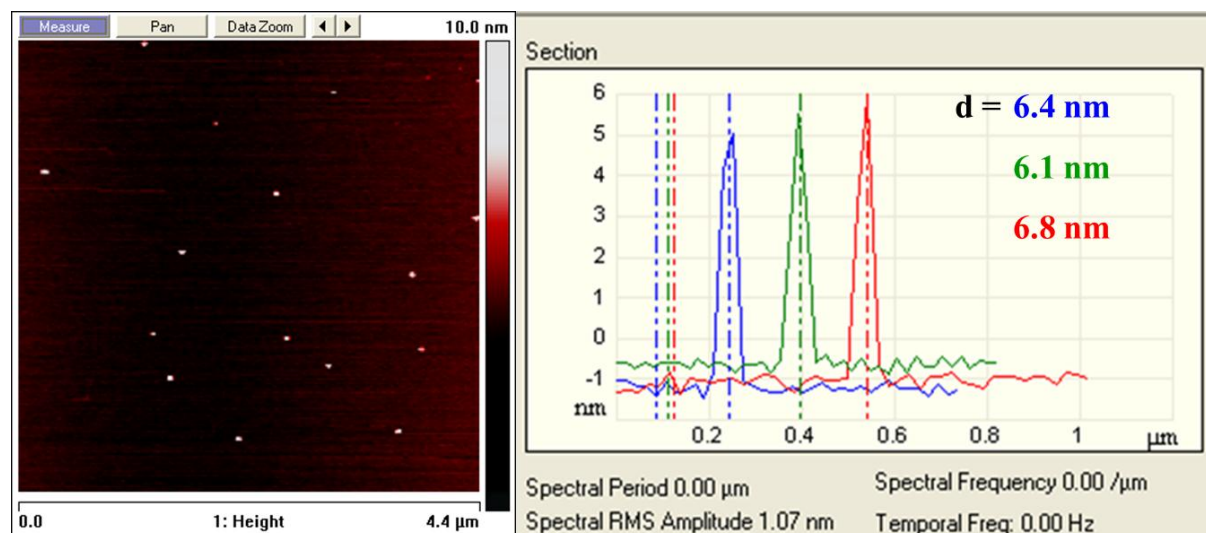 Measure Pan Data Zoom 10.0 nm
0.0 1: Height 4.4 µm
Section
6
5
4
3
2
1
0
-1
nm
0.2 0.4 0.6 0.8 1 µm
d = 6.4 nm
6.1 nm
6.8 nm
Spectral Period 0.00 µm Spectral Frequency 0.00 /µm
Spectral RMS Amplitude 1.07 nm Temporal Freq: 0.00 Hz